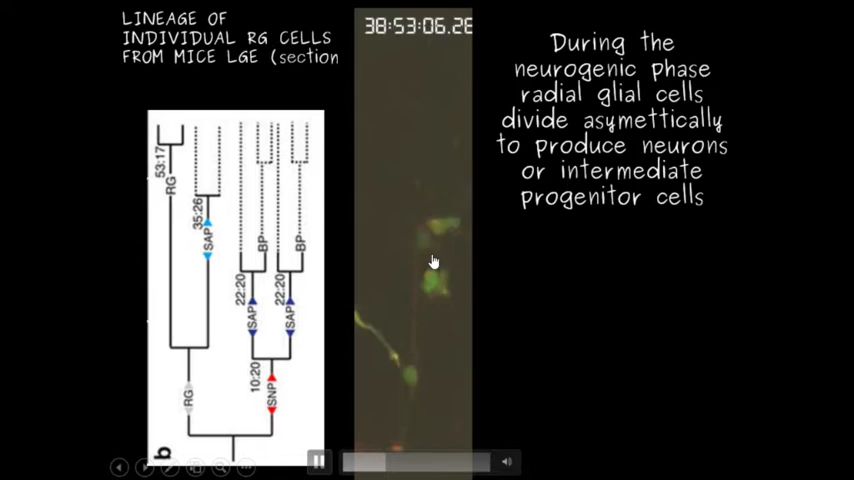 LINEAGE OF
INDIVIDUAL RG CELLS
FROM MICE LGE (section
38:53:06.28
During the
neurogenic phase
radial glial cells
divide asymettically
to produce neurons
or intermediate
progenitor cells
53:17
RG
35:26
SAP
22:20
BP
22:20
BP
SAP
SAP
10:20
RG
SNP
b